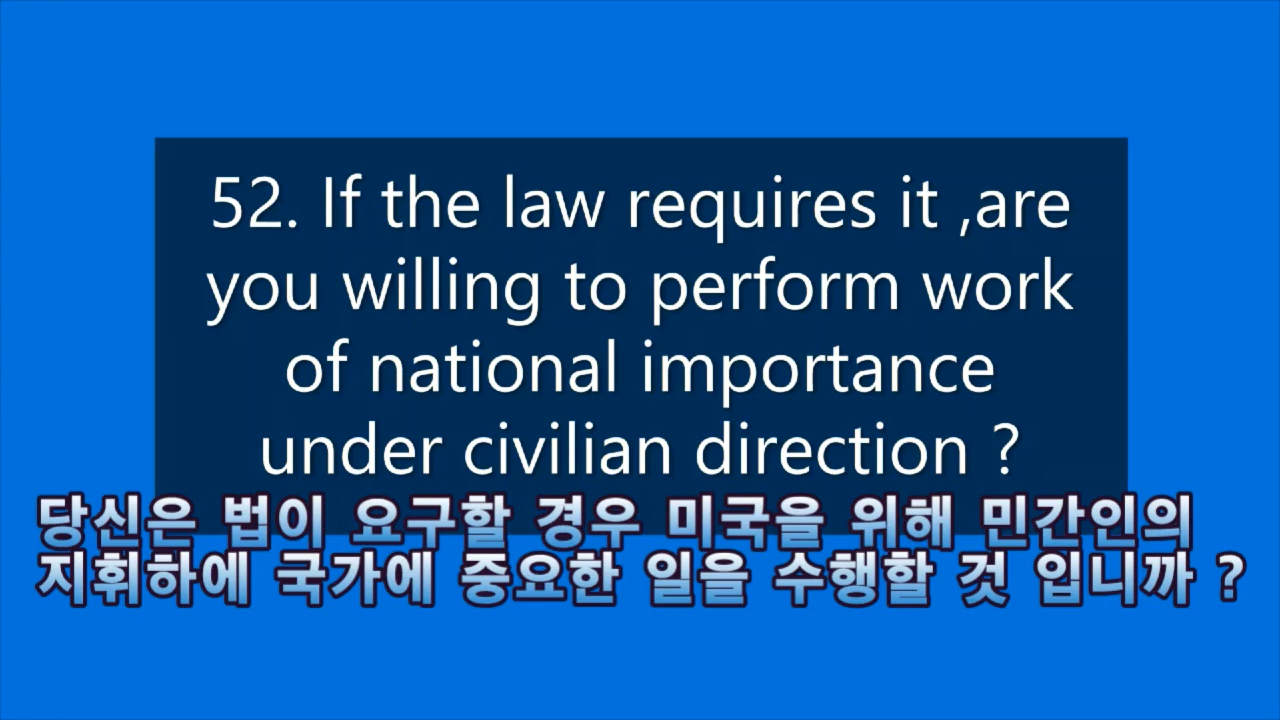 52. If the law requires it ,are
you willing to perform work
of national importance
under civilian direction ?
당신은 법이 요구할 경우 미국을 위해 민간인의
지휘하에 국가에 중요한 일을 수행할 것 입니까 ?